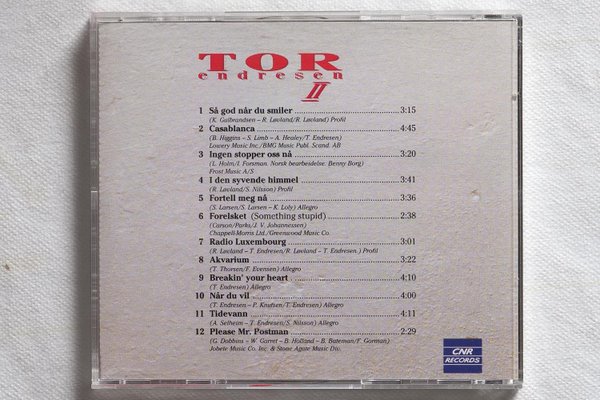 TOR
endresen
II
1 Så god når du smiler 3:15
(K. Gulbrandsen – R. Løvland/R. Løvland) Profil
2 Casablanca 4:45
(B. Higgins – S. Limb – A. Healey/T. Endresen)
Lowery Music Inc./BMG Music Publ. Scand. AB
3 Ingen stopper oss nå 3:20
(L. Holm/I. Forsman. Norsk bearbeidelse. Benny Borg)
Frost Music A/S
4 I den syvende himmel 3:41
(R. Løvland/S. Nilsson) Profil
5 Fortell meg nå 3:36
(S. Larsen/S. Larsen – K. Loly) Allegro
6 Forelsket (Something stupid) 2:38
(Carson/Parks/J. V. Johannessen)
Chappell-Morris Ltd./Greenwood Music Co.
7 Radio Luxembourg 3:01
(R. Løvland – T. Endresen/R. Løvland – T. Endresen.) Profil
8 Akvarium 3:22
(T. Thorsen/F. Evensen) Allegro
9 Breakin' your heart 4:10
(T. Endresen) Allegro
10 Når du vil 4:00
(T. Endresen – P. Knutsen/T. Endresen) Allegro
11 Tidevann 4:11
(A. Selheim – T. Endresen/S. Nilsson) Allegro
12 Please Mr. Postman 2:29
(G. Dobbins – W. Garret – B. Holland – B. Bateman/F. Gorman)
Jobete Music Co. Inc. & Stone Agate Music Div.
CNR
RECORDS